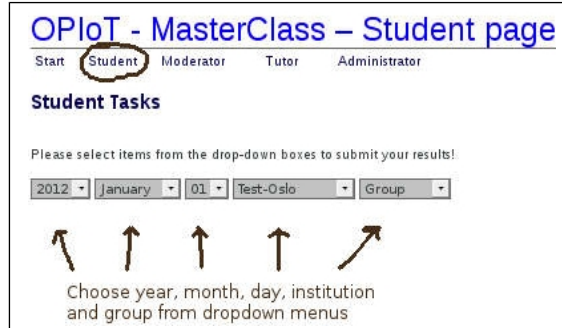 OPIoT - MasterClass – Student page
Start Student Moderator Tutor Administrator
Student Tasks
Please select items from the drop-down boxes to submit your results!
2012 January 01 Test-Oslo Group
Choose year, month, day, institution
and group from dropdown menus